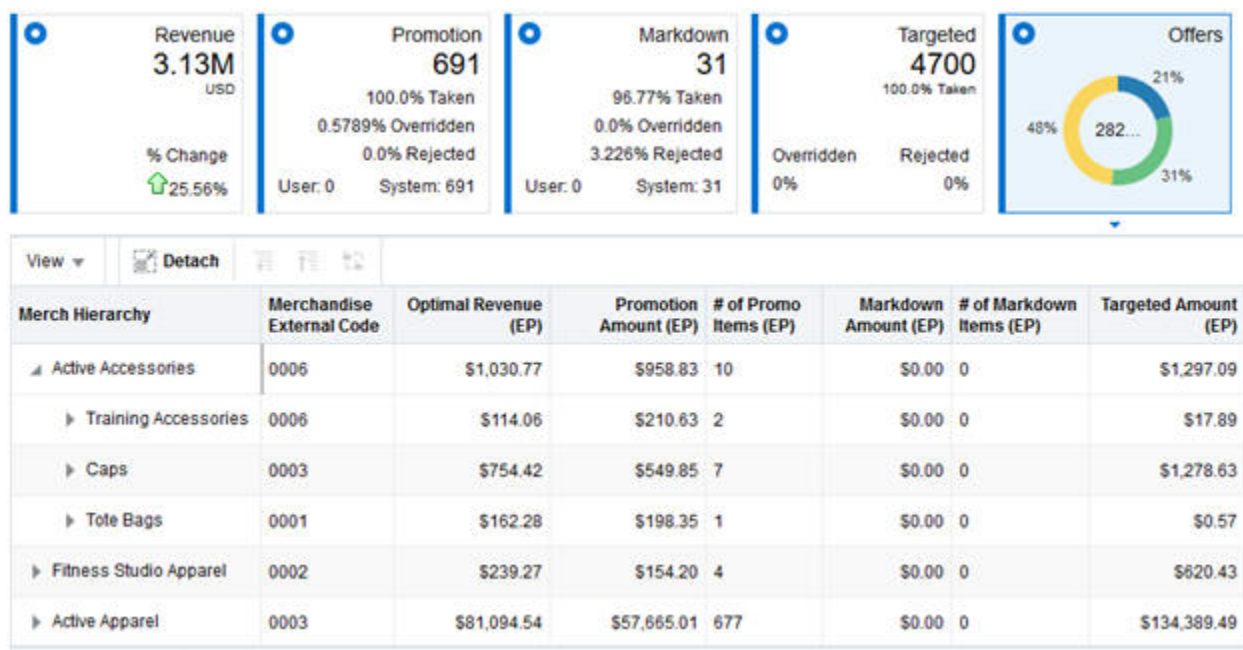 Revenue
3.13M
USD
% Change
25.56%
Promotion
691
100.0% Taken
0.5789% Overridden
0.0% Rejected
User: 0 System: 691
Markdown
31
96.77% Taken
0.0% Overridden
3.226% Rejected
User: 0 System: 31
Targeted
4700
100.0% Taken
Overridden Rejected
0% 0%
Offers
21%
48% 282...
31%
View Detach
Merch Hierarchy Merchandise External Code Optimal Revenue (EP) Promotion Amount (EP) # of Promo Items (EP) Markdown Amount (EP) # of Markdown Items (EP) Targeted Amount (EP)
Active Accessories 0006 $1,030.77 $958.83 10 $0.00 0 $1,297.09
Training Accessories 0006 $114.06 $210.63 2 $0.00 0 $17.89
Caps 0003 $754.42 $549.85 7 $0.00 0 $1,278.63
Tote Bags 0001 $162.28 $198.35 1 $0.00 0 $0.57
Fitness Studio Apparel 0002 $239.27 $154.20 4 $0.00 0 $620.43
Active Apparel 0003 $81,094.54 $57,665.01 677 $0.00 0 $134,389.49